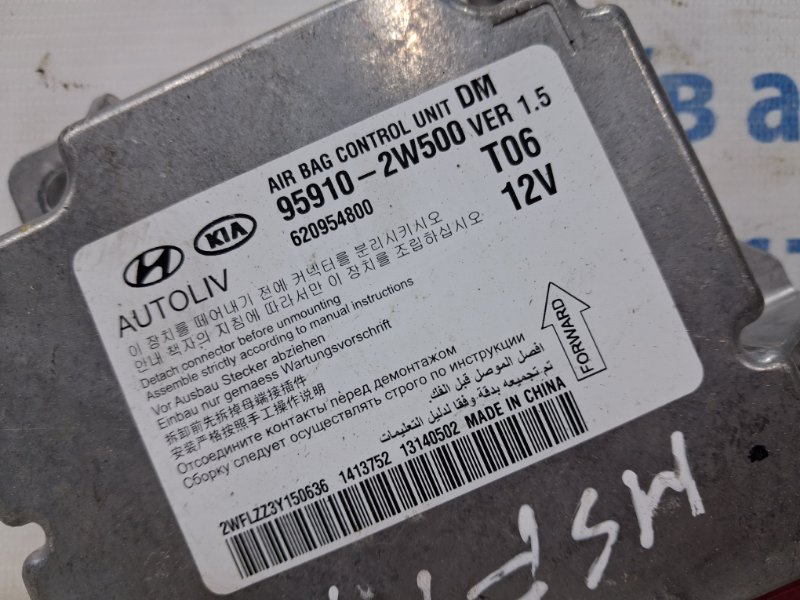 AIR BAG CONTROL UNIT DM
95910-2W500 VER 1.5
620954800
T06
12V
KIA
AUTOLIV
이 장치를 떼어내기 전에 커넥터를 분리시키시오
안내 책자의 지침에 따라서만 이 장치를 조립하십시오
Detach connector before unmounting
Assemble strictly according to manual instructions
Vor Ausbau Stecker abziehen
Einbau nur gemaess Wartungsvorschrift
拆卸前先拆掉母端接插件
安装严格按照手工操作说明
Отсоедините контакты перед демонтажом
Сборку следует осуществлять строго по инструкции
افصل الموصل قبل الفك
تم تجميعه بدقة وفقا لدليل التعليمات
FORWARD
MADE IN CHINA
2WFLZZ3Y150636 1413752 13140502